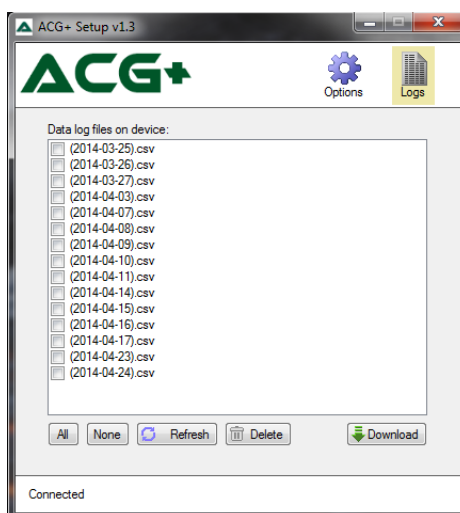 ACG+ Setup v1.3
ACG+
Options
Logs
Data log files on device:
(2014-03-25).csv
(2014-03-26).csv
(2014-03-27).csv
(2014-04-03).csv
(2014-04-07).csv
(2014-04-08).csv
(2014-04-09).csv
(2014-04-10).csv
(2014-04-11).csv
(2014-04-14).csv
(2014-04-15).csv
(2014-04-16).csv
(2014-04-17).csv
(2014-04-23).csv
(2014-04-24).csv
All None Refresh Delete Download
Connected